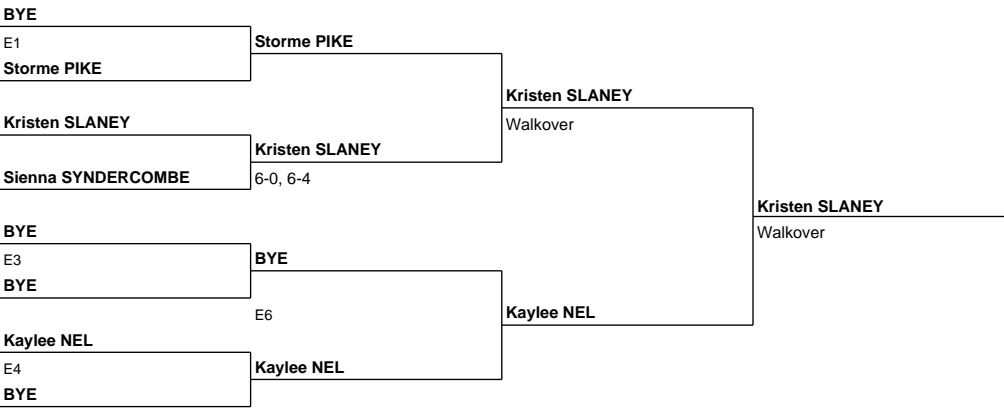 BYE
E1
Storme PIKE
Storme PIKE
Kristen SLANEY
Walkover
Kristen SLANEY
Kristen SLANEY
Sienna SYNDERCOMBE
6-0, 6-4
Kristen SLANEY
Walkover
BYE
E3
BYE
BYE
E6
Kaylee NEL
Kaylee NEL
E4
Kaylee NEL
BYE